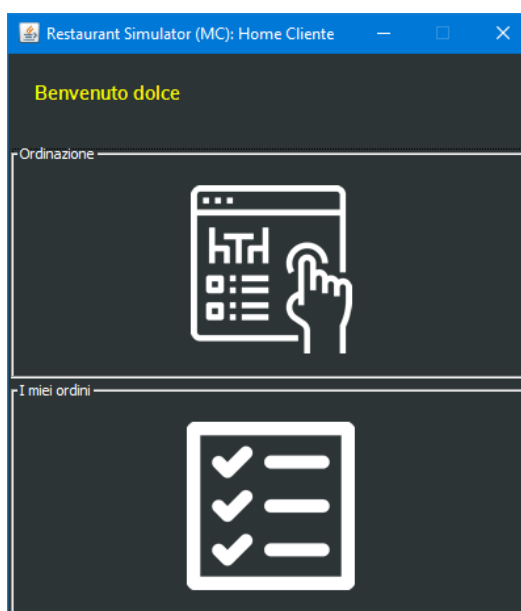 Restaurant Simulator (MC): Home Cliente
Benvenuto dolce
Ordinazione
I miei ordini